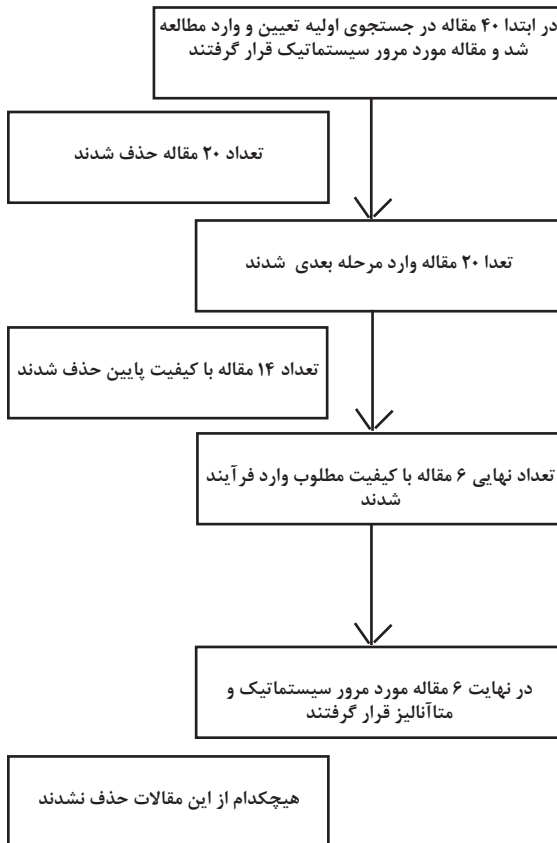 در ابتدا ۴۰ مقاله در جستجوی اولیه تعیین و وارد مطالعه
شد و مقاله مورد مرور سیستماتیک قرار گرفتند
تعداد ۲۰ مقاله حذف شدند
تعدا ۲۰ مقاله وارد مرحله بعدی شدند
تعداد ۱۴ مقاله با کیفیت پایین حذف شدند
تعداد نهایی ۶ مقاله با کیفیت مطلوب وارد فرآیند
شدند
در نهایت ۶ مقاله مورد مرور سیستماتیک و
متاآنالیز قرار گرفتند
هیچکدام از این مقالات حذف نشدند